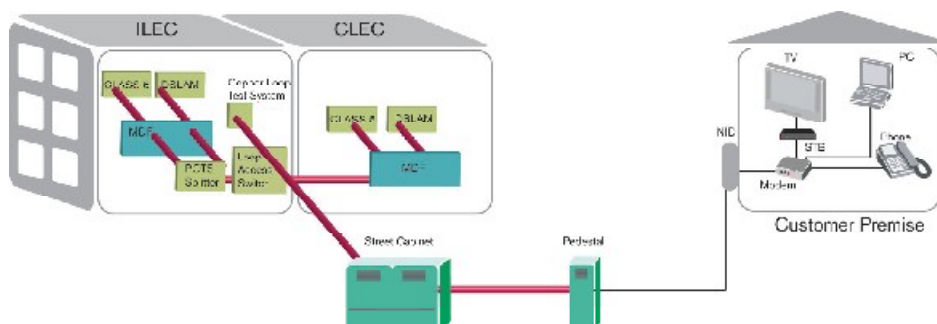 ILEC
CLEC
CLASS 5
DSLAM
Copper Loop
Test System
MDF
POTS
Splitter
Loop
Access
Switch
CLASS 5
DSLAM
MDF
Street Cabinet
Pedestal
NID
TV
PC
STB
Phone
Modem
Customer Premise